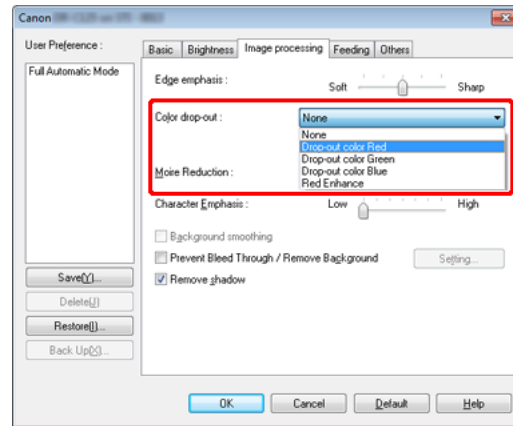 Canon
User Preference :
Full Automatic Mode
Save(Y)...
Delete(J)
Restore(I)...
Back Up(X)...
Basic Brightness Image processing Feeding Others
Edge emphasis :
Soft Sharp
Color drop-out :
None
None
Drop-out color Red
Drop-out color Green
Drop-out color Blue
Red Enhance
Moire Reduction :
Character Emphasis :
Low High
Background smoothing
Prevent Bleed Through / Remove Background
Setting...
Remove shadow
OK Cancel Default Help